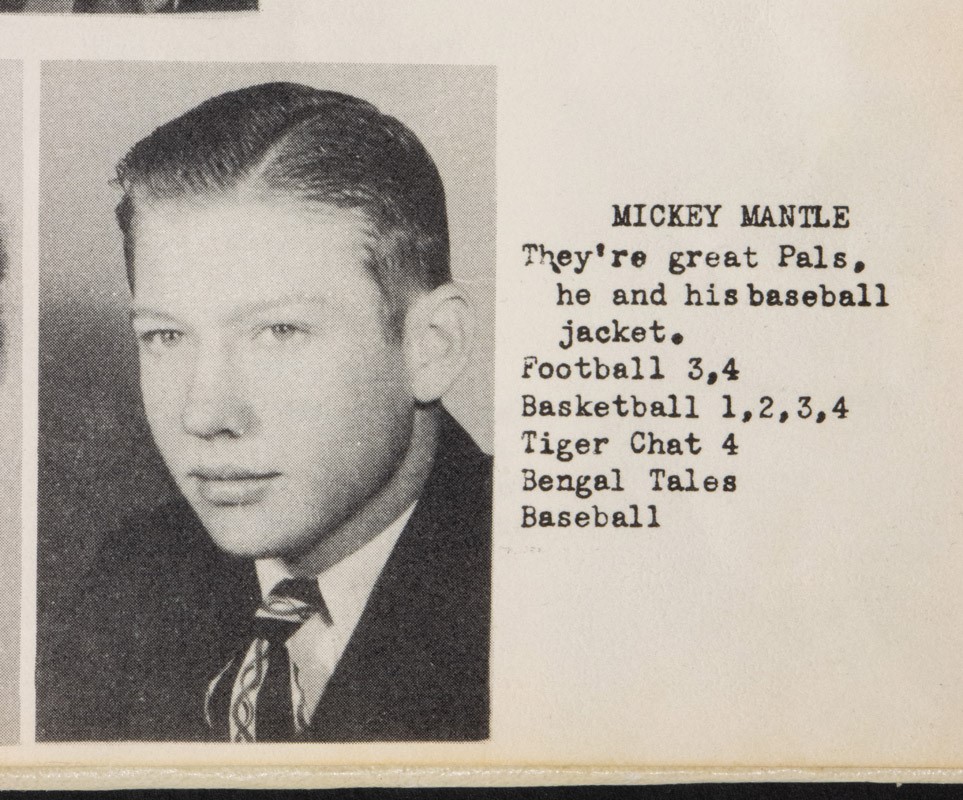 MICKEY MANTLE
They're great Pals,
he and his baseball
jacket.
Football 3,4
Basketball 1,2,3,4
Tiger Chat 4
Bengal Tales
Baseball